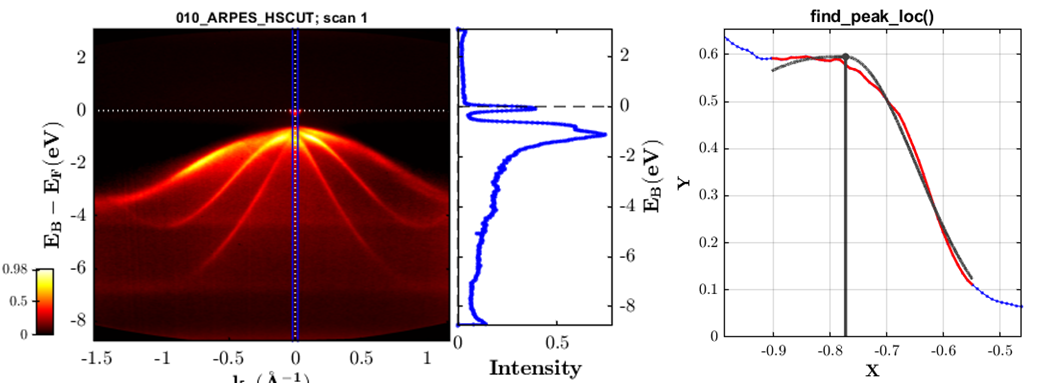 010_ARPES_HSCUT; scan 1
find_peak_loc()
E_B − E_F (eV)
2
0
-2
-4
-6
-8
0.98
0.5
0
-1.5 -1 -0.5 0 0.5 1
E_B (eV)
2
0
-2
-4
-6
-8
0 0.5
Intensity
Y
0.6
0.5
0.4
0.3
0.2
0.1
0
-0.9 -0.8 -0.7 -0.6 -0.5
X